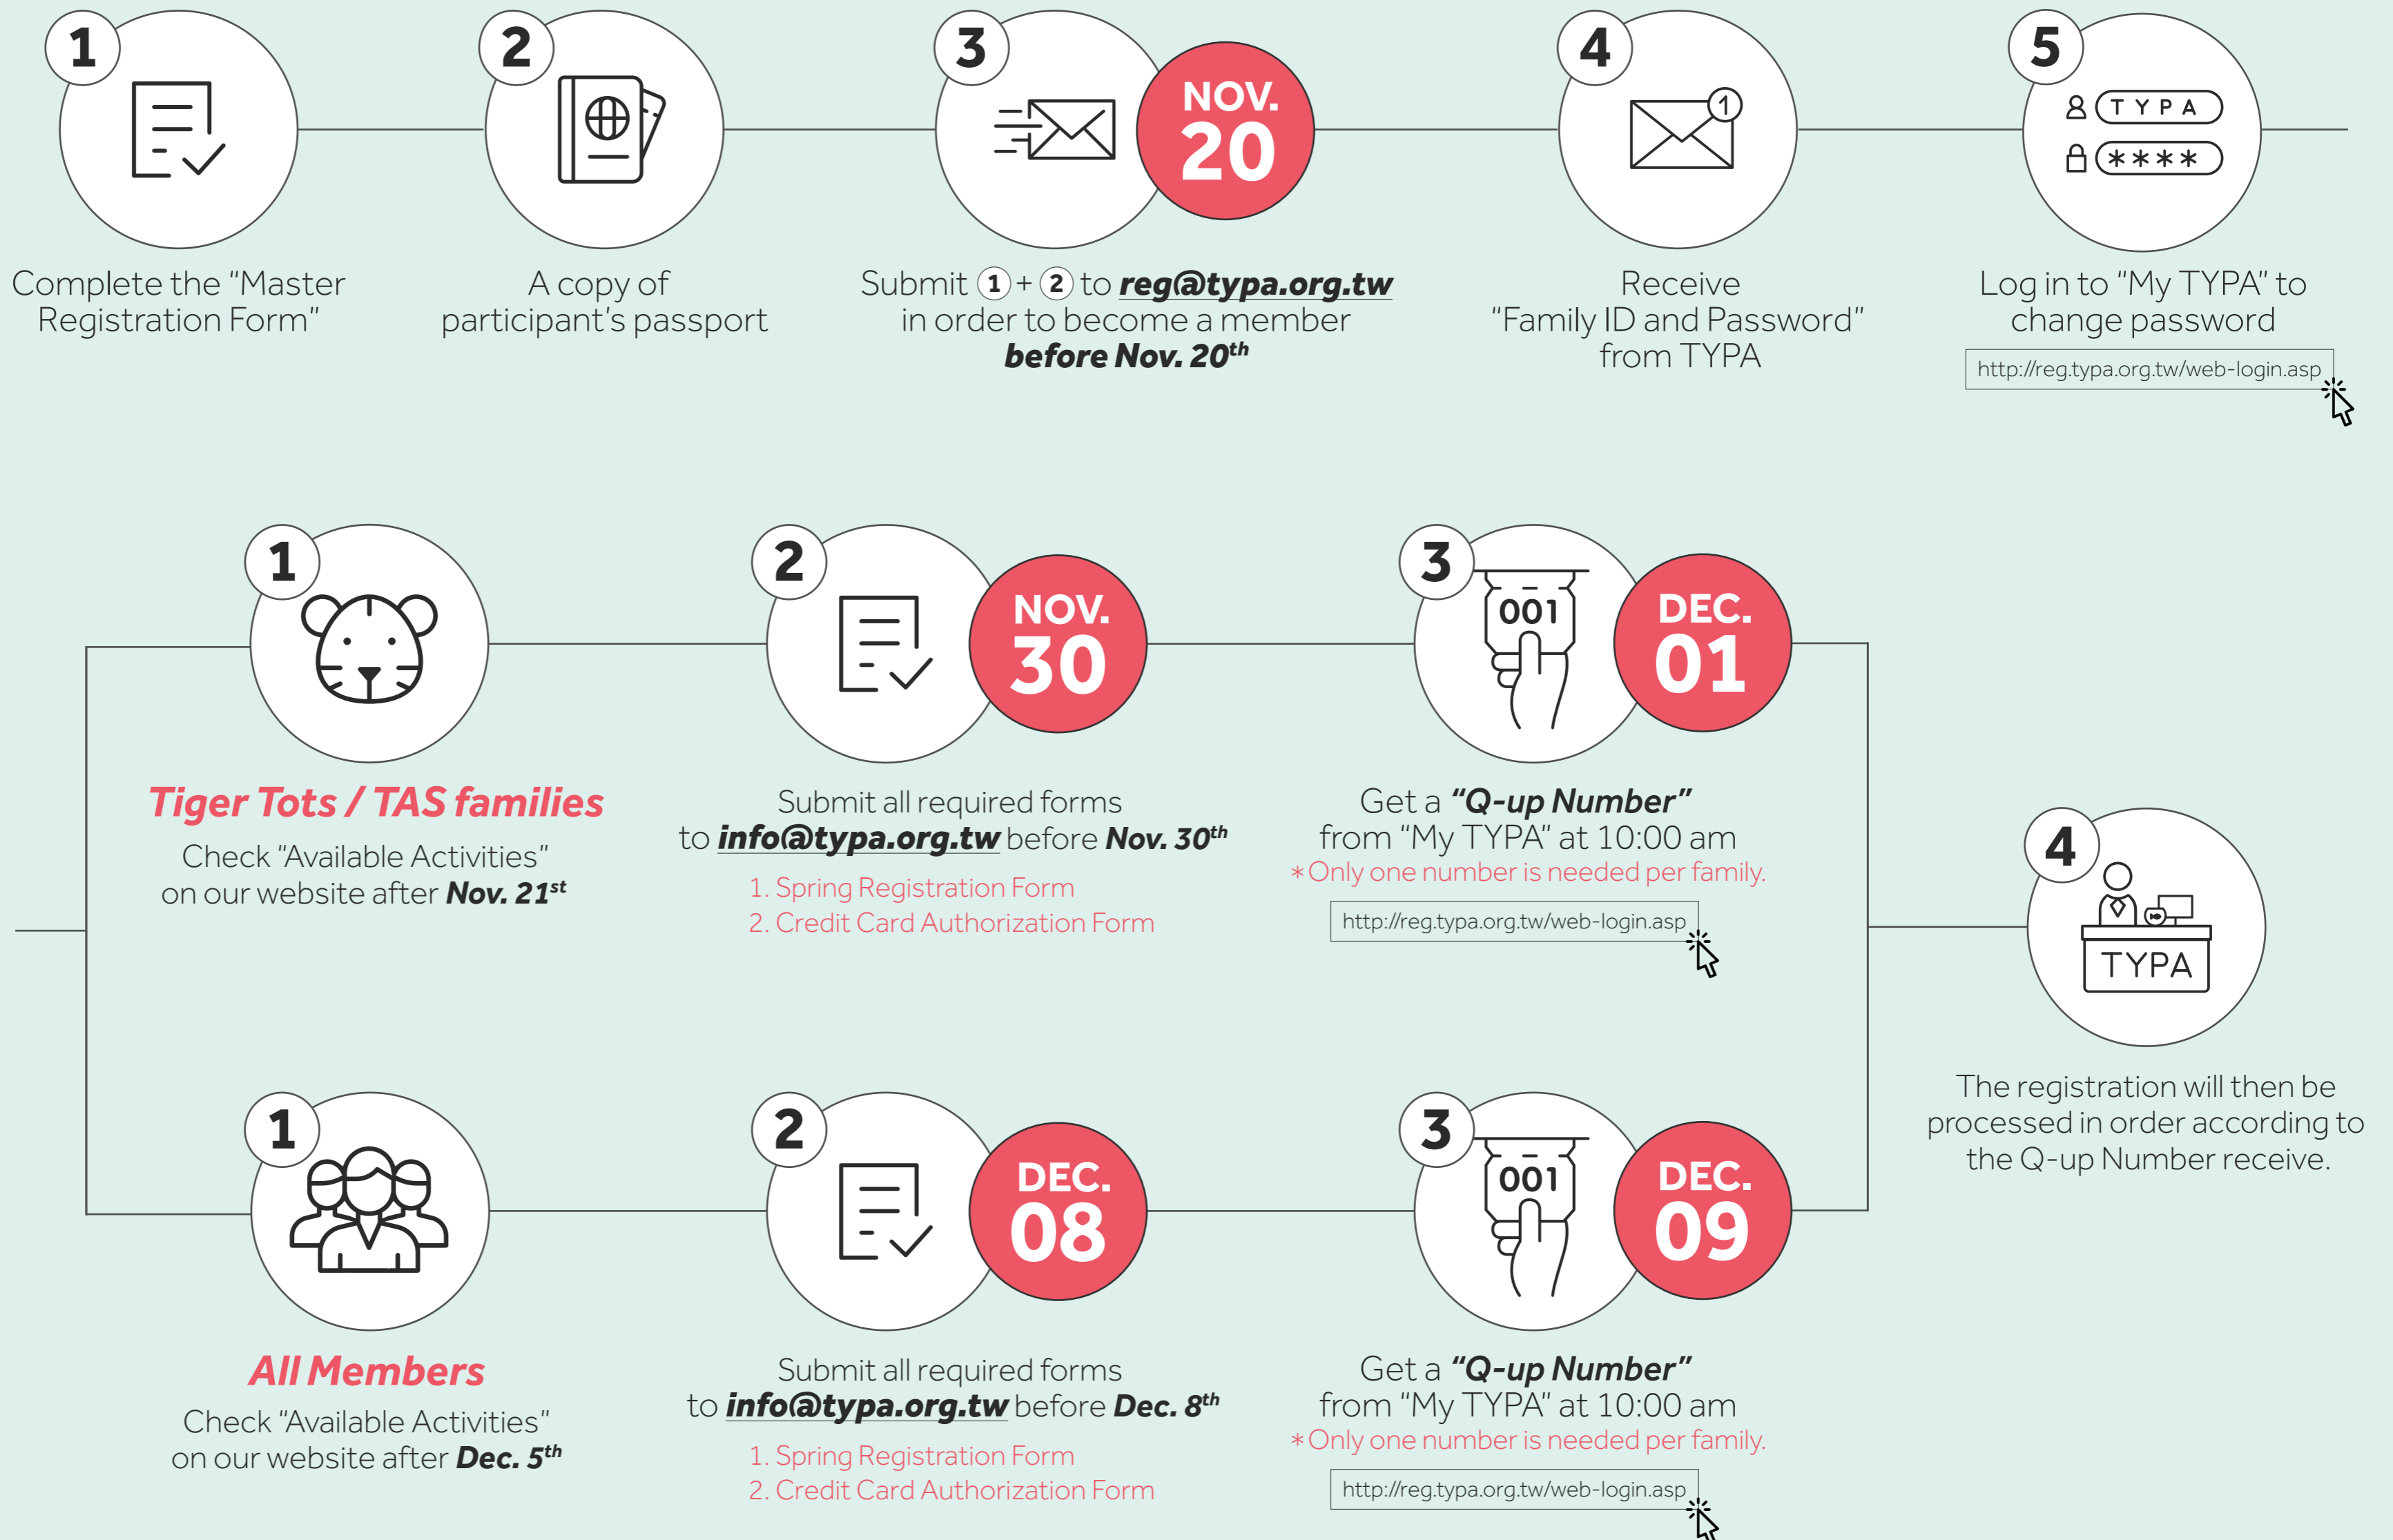 1
2
3
NOV.
20
4
1
5
TYPA
****
Complete the "Master
Registration Form"
A copy of
participant's passport
Submit 1 + 2 to reg@typa.org.tw
in order to become a member
before Nov. 20th
Receive
"Family ID and Password"
from TYPA
Log in to "My TYPA" to
change password
http://reg.typa.org.tw/web-login.asp
1
2
NOV.
30
3
001
DEC.
01
Tiger Tots / TAS families
Check "Available Activities"
on our website after Nov. 21st
Submit all required forms
to info@typa.org.tw before Nov. 30th
1. Spring Registration Form
2. Credit Card Authorization Form
Get a "Q-up Number"
from "My TYPA" at 10:00 am
*Only one number is needed per family.
http://reg.typa.org.tw/web-login.asp
4
TYPA
The registration will then be
processed in order according to
the Q-up Number receive.
1
2
DEC.
08
3
001
DEC.
09
All Members
Check "Available Activities"
on our website after Dec. 5th
Submit all required forms
to info@typa.org.tw before Dec. 8th
1. Spring Registration Form
2. Credit Card Authorization Form
Get a "Q-up Number"
from "My TYPA" at 10:00 am
*Only one number is needed per family.
http://reg.typa.org.tw/web-login.asp